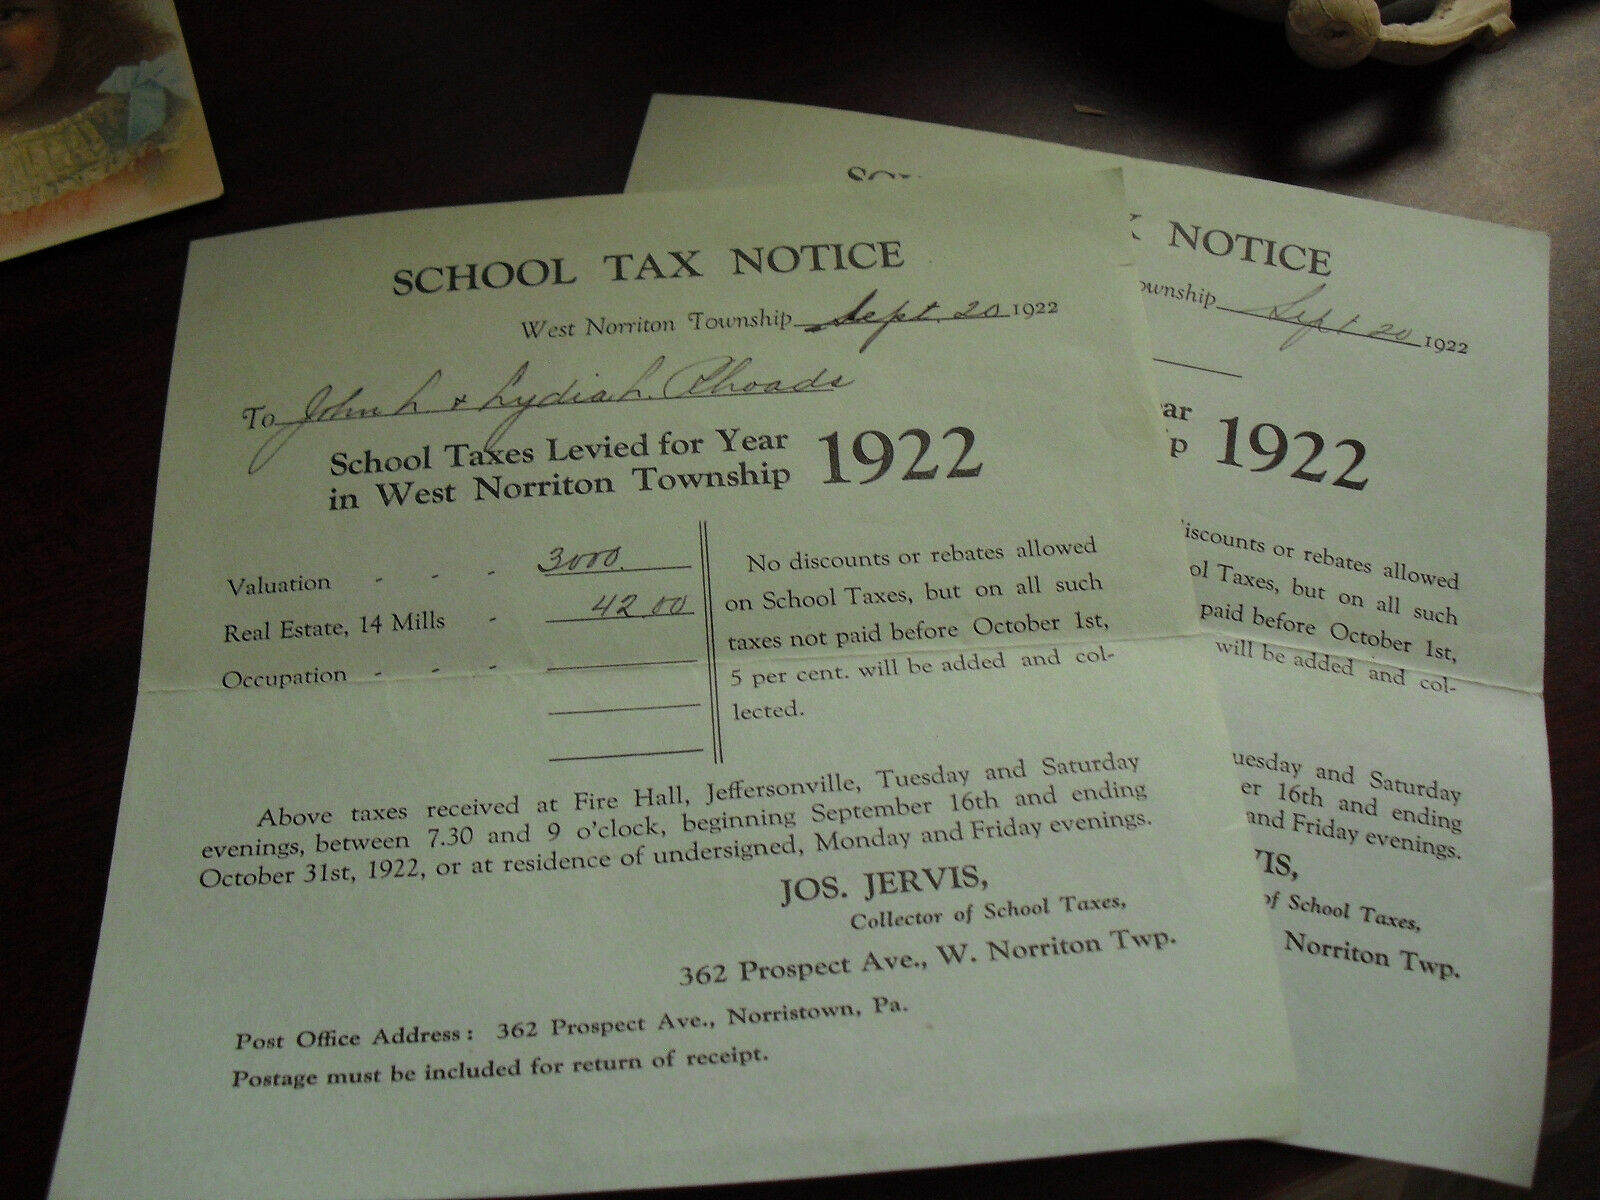 SCHOOL TAX NOTICE
West Norriton Township Sept. 20 1922
To John L. & Lydia L. Rhoads
School Taxes Levied for Year
in West Norriton Township 1922
Valuation - - - 3000.
Real Estate, 14 Mills - 42.00
Occupation - - -
No discounts or rebates allowed
on School Taxes, but on all such
taxes not paid before October 1st,
5 per cent. will be added and col-
lected.
Above taxes received at Fire Hall, Jeffersonville, Tuesday and Saturday
evenings, between 7.30 and 9 o'clock, beginning September 16th and ending
October 31st, 1922, or at residence of undersigned, Monday and Friday evenings.
JOS. JERVIS,
Collector of School Taxes,
362 Prospect Ave., W. Norriton Twp.
Post Office Address: 362 Prospect Ave., Norristown, Pa.
Postage must be included for return of receipt.
NOTICE
ownship Sept 20 1922
ar
p 1922
iscounts or rebates allowed
ol Taxes, but on all such
paid before October 1st,
will be added and col-
uesday and Saturday
er 16th and ending
and Friday evenings.
VIS,
of School Taxes,
Norriton Twp.